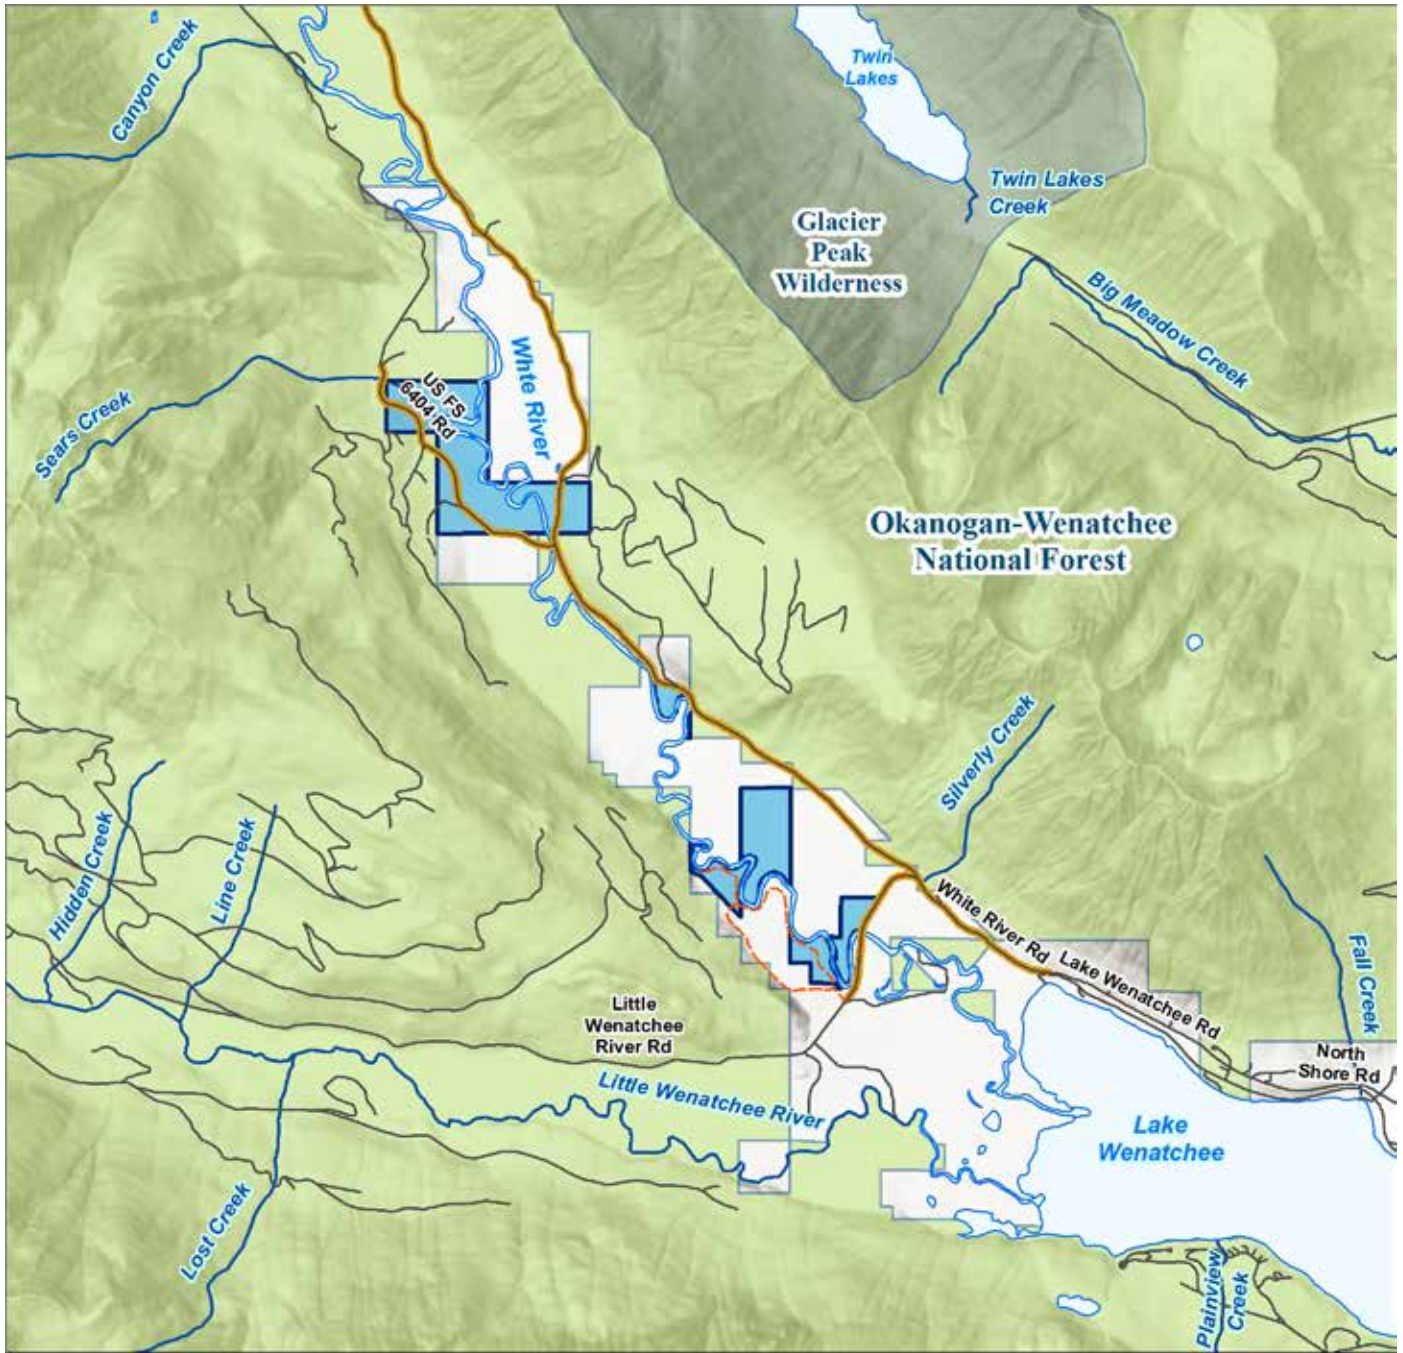 Canyon Creek
Twin
Lakes
Twin Lakes
Creek
Glacier
Peak
Wilderness
Big Meadow Creek
Whte River
US FS
6404 Rd
Sears Creek
Okanogan-Wenatchee
National Forest
Silverly Creek
Hidden Creek
Line Creek
White River Rd
Lake Wenatchee Rd
Fall Creek
Little
Wenatchee
River Rd
North
Shore Rd
Little Wenatchee River
Lake
Wenatchee
Lost Creek
Plainview
Creek